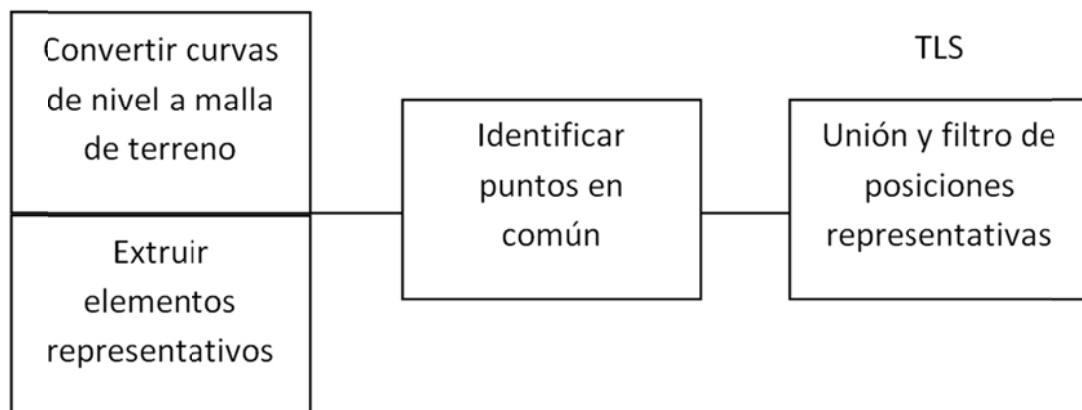 Convertir curvas
de nivel a malla
de terreno
Extruir
elementos
representativos
Identificar
puntos en
común
TLS
Unión y filtro de
posiciones
representativas